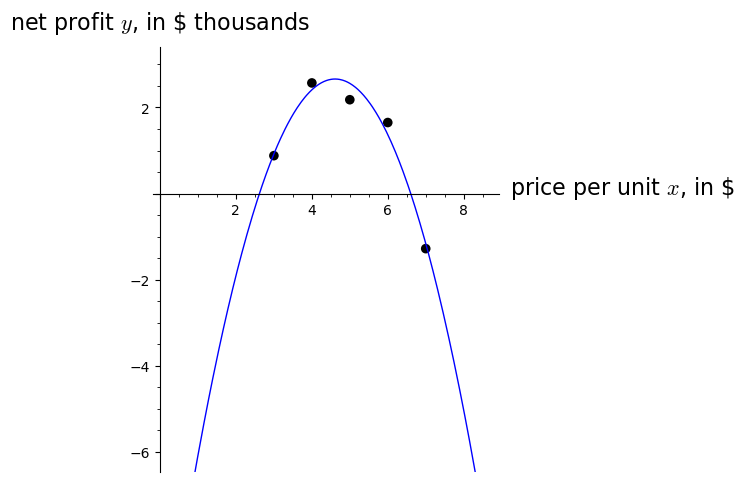 net profit y, in $ thousands
2
price per unit x, in $
2 4 6 8
−2
−4
−6